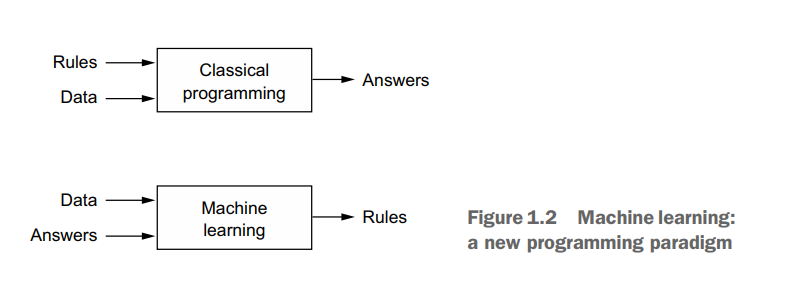 Rules
Data
Classical
programming
Answers
Data
Answers
Machine
learning
Rules
Figure 1.2 Machine learning:
a new programming paradigm